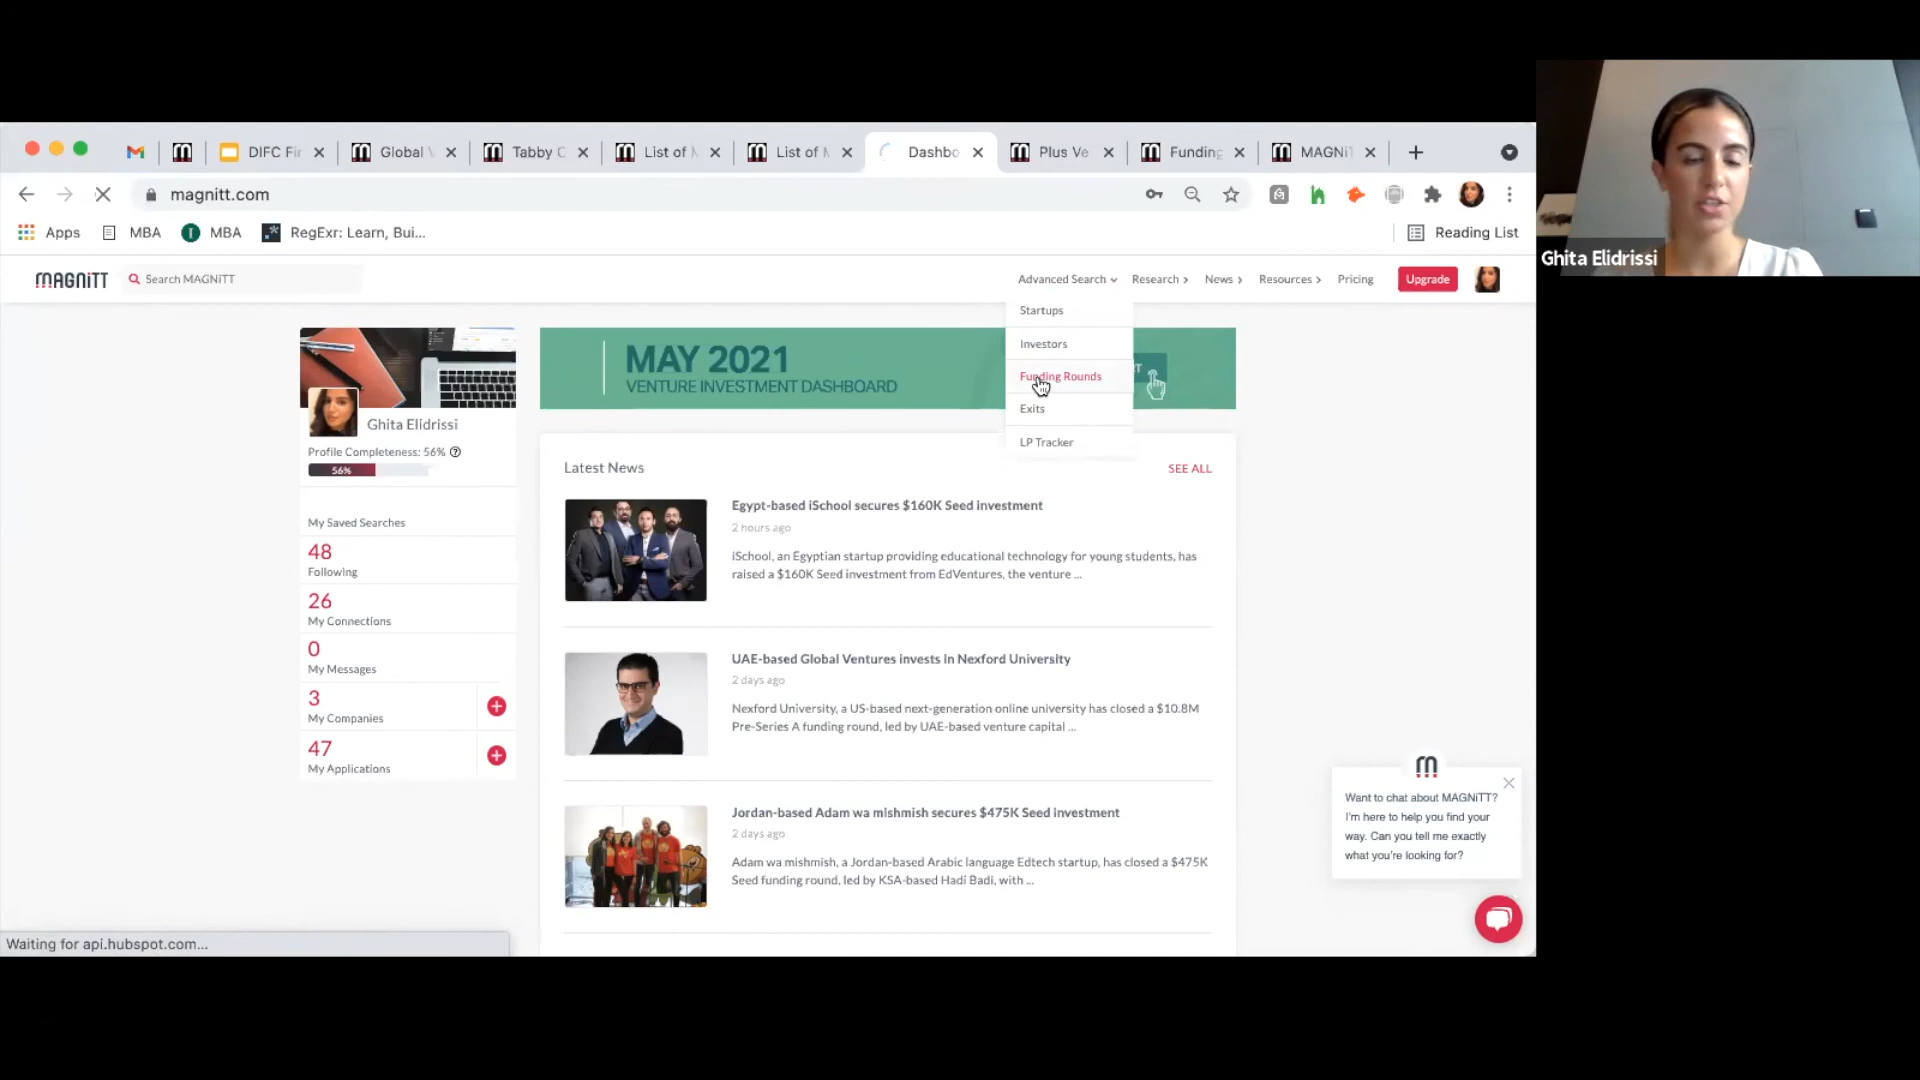 DIFC Fir
Global V
Tabby C
List of M
List of M
Dashbo
Plus Ve
Funding
MAGNiT
magnitt.com
Apps
MBA
MBA
RegExr: Learn, Bui...
Reading List
MAGNiTT
Search MAGNiTT
Advanced Search
Research
News
Resources
Pricing
Upgrade
Startups
Investors
Funding Rounds
Exits
LP Tracker
MAY 2021
VENTURE INVESTMENT DASHBOARD
Ghita Elidrissi
Profile Completeness: 56%
56%
My Saved Searches
48
Following
26
My Connections
0
My Messages
3
My Companies
47
My Applications
Latest News
SEE ALL
Egypt-based iSchool secures $160K Seed investment
2 hours ago
iSchool, an Egyptian startup providing educational technology for young students, has
raised a $160K Seed investment from EdVentures, the venture ...
UAE-based Global Ventures invests in Nexford University
2 days ago
Nexford University, a US-based next-generation online university has closed a $10.8M
Pre-Series A funding round, led by UAE-based venture capital ...
Jordan-based Adam wa mishmish secures $475K Seed investment
2 days ago
Adam wa mishmish, a Jordan-based Arabic language Edtech startup, has closed a $475K
Seed funding round, led by KSA-based Hadi Badi, with ...
Want to chat about MAGNiTT?
I'm here to help you find your
way. Can you tell me exactly
what you're looking for?
Waiting for api.hubspot.com...
Ghita Elidrissi